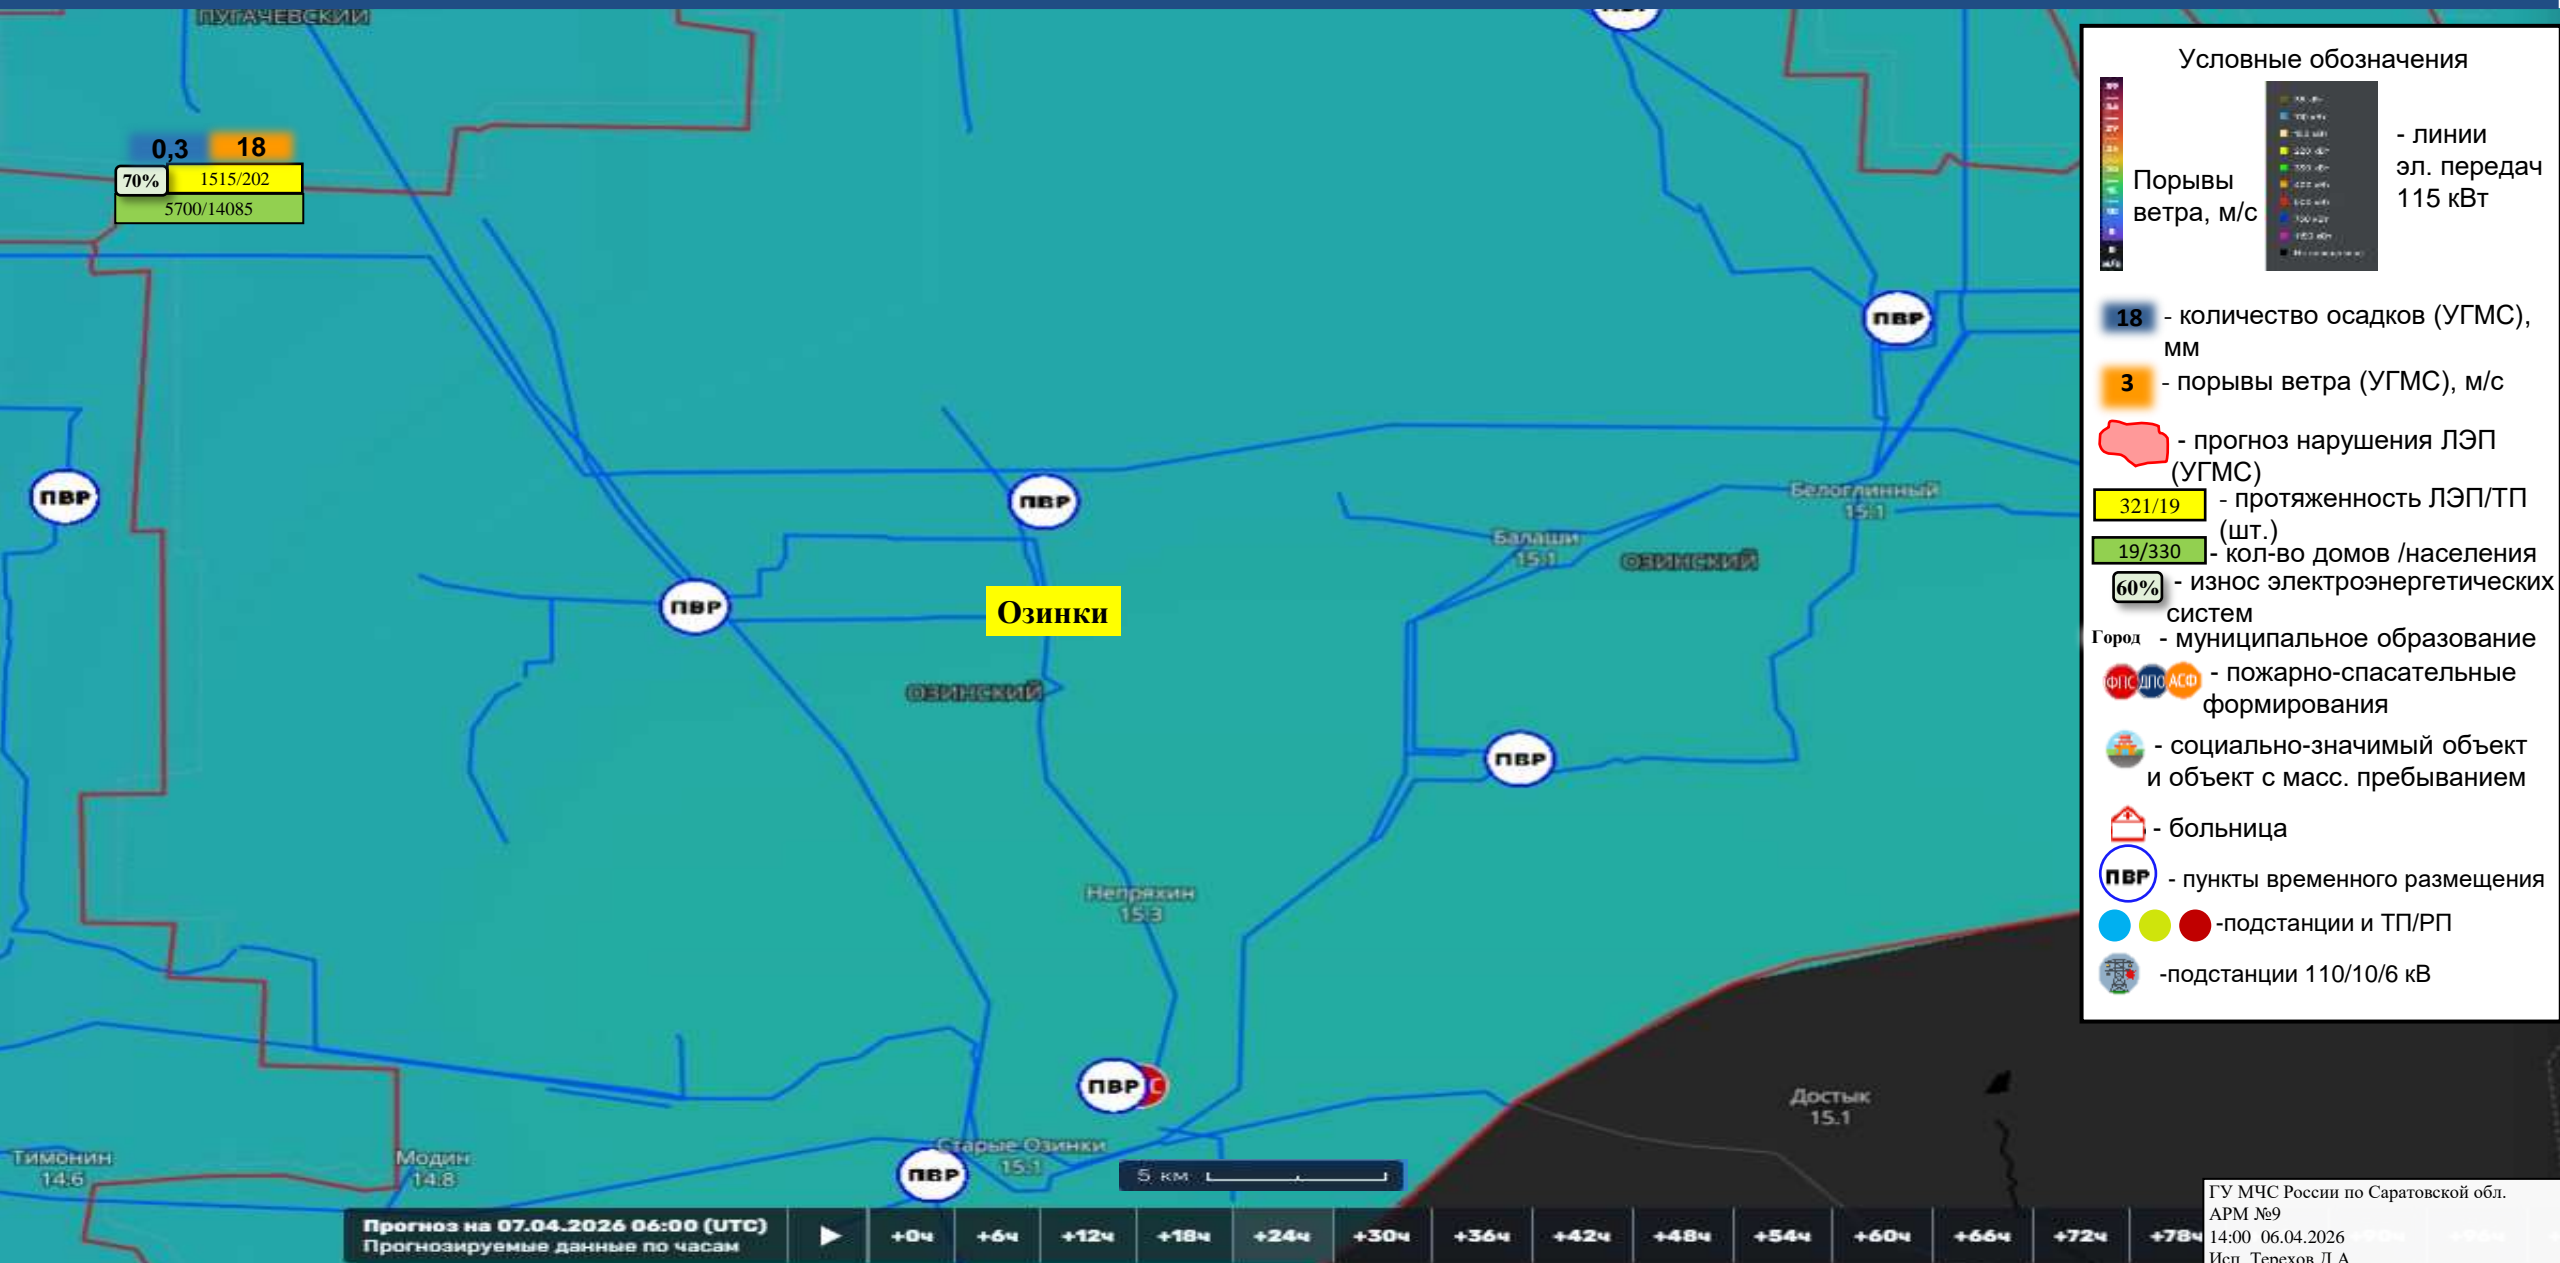 ПУГАЧЕВСКИЙ
0,3 18
70% 1515/202
5700/14085
ПВР
ПВР
ПВР
ПВР
Озинки
ОЗИНСКИЙ
Балаши
15.1
ОЗИНСКИЙ
Белоглинный
15.1
ПВР
Непряхин
15.3
ПВР С
Старые Озинки
15.1
ПВР
Тимонин
14.6
Модин
14.8
Достык
15.1
5 км
Прогноз на 07.04.2026 06:00 (UTC)
Прогнозируемые данные по часам
+0ч +6ч +12ч +18ч +24ч +30ч +36ч +42ч +48ч +54ч +60ч +66ч +72ч +78ч
Условные обозначения
Порывы
ветра, м/с
- линии
эл. передач
115 кВт
18 - количество осадков (УГМС),
мм
3 - порывы ветра (УГМС), м/с
- прогноз нарушения ЛЭП
(УГМС)
321/19 - протяженность ЛЭП/ТП
(шт.)
19/330 - кол-во домов /населения
60% - износ электроэнергетических
систем
Город - муниципальное образование
ФПС ДПО АСФ - пожарно-спасательные
формирования
- социально-значимый объект
и объект с масс. пребыванием
- больница
ПВР - пункты временного размещения
-подстанции и ТП/РП
-подстанции 110/10/6 кВ
ГУ МЧС России по Саратовской обл.
АРМ №9
14:00 06.04.2026
Исп. Терехов Д.А.